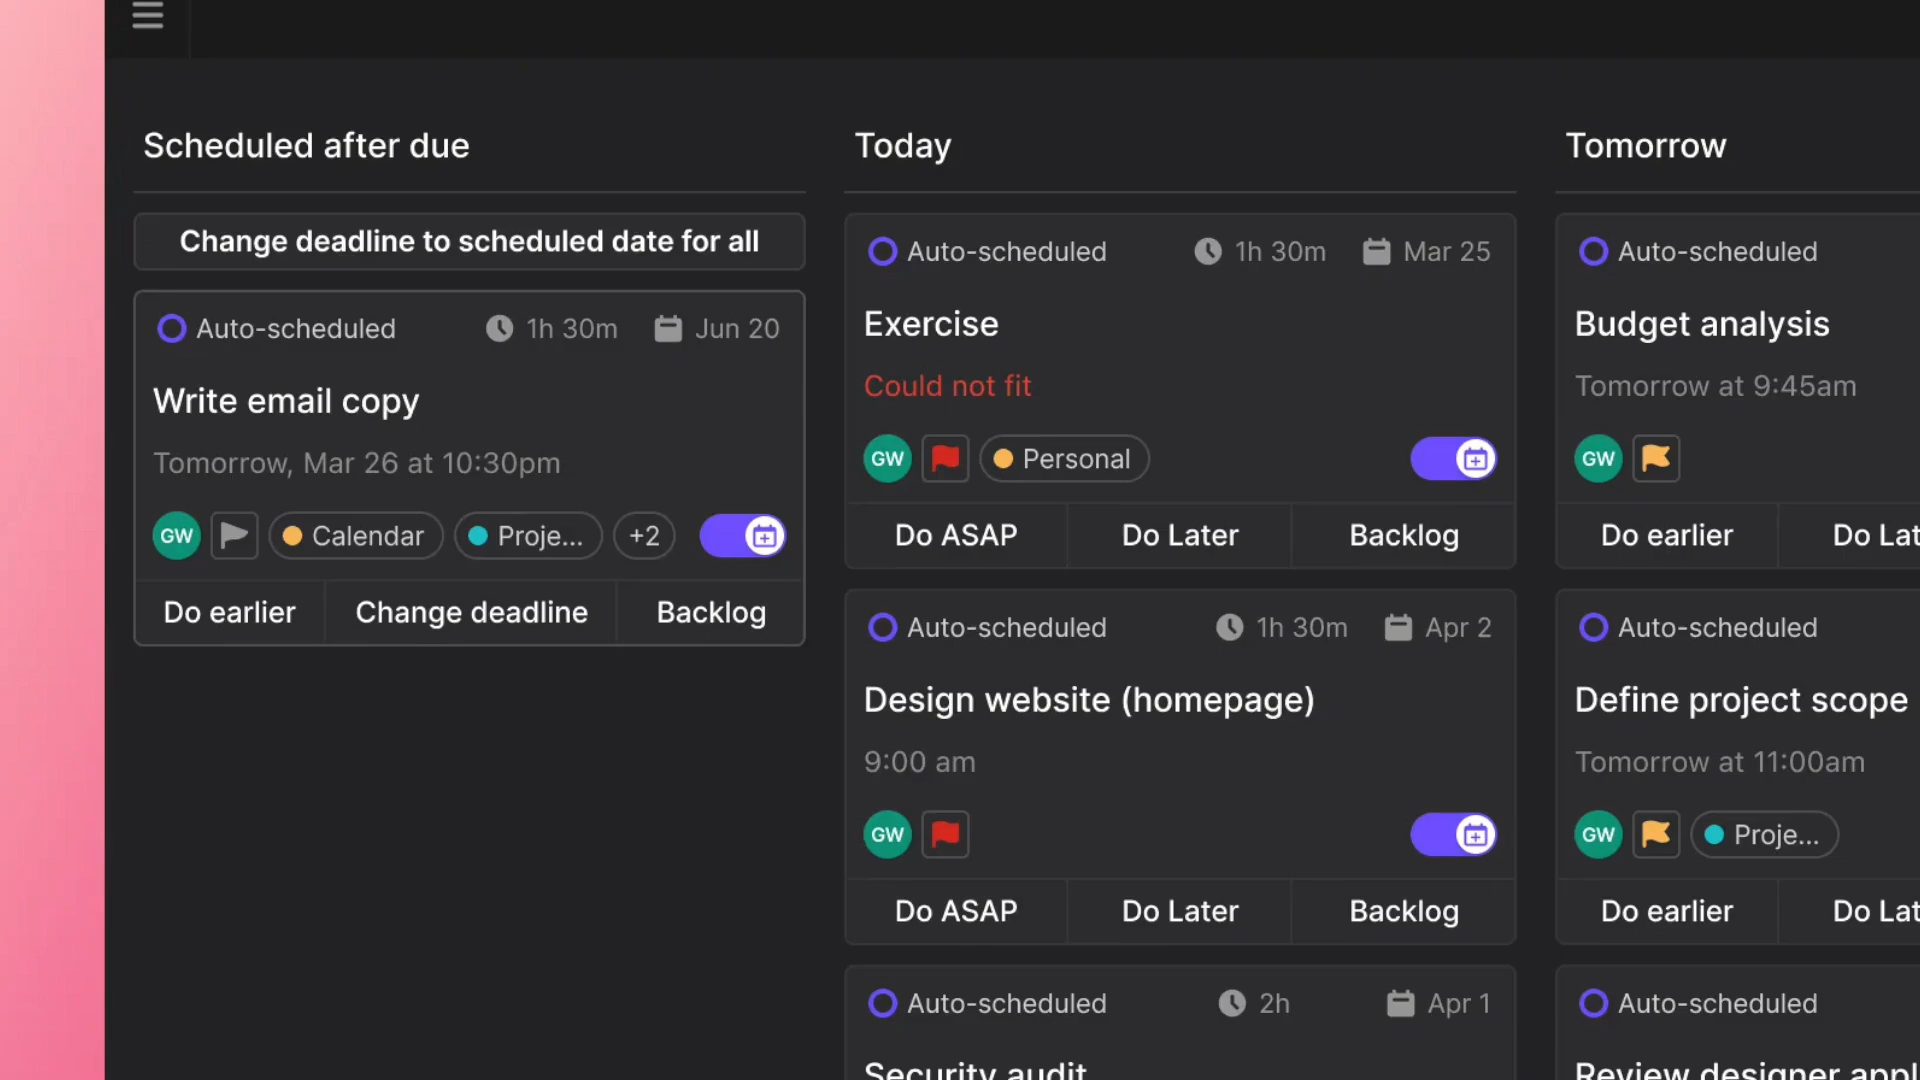 Scheduled after due
Change deadline to scheduled date for all
Auto-scheduled 1h 30m Jun 20
Write email copy
Tomorrow, Mar 26 at 10:30pm
GW Calendar Proje... +2
Do earlier Change deadline Backlog
Today
Auto-scheduled 1h 30m Mar 25
Exercise
Could not fit
GW Personal
Do ASAP Do Later Backlog
Auto-scheduled 1h 30m Apr 2
Design website (homepage)
9:00 am
GW
Do ASAP Do Later Backlog
Auto-scheduled 2h Apr 1
Security audit
Tomorrow
Auto-scheduled
Budget analysis
Tomorrow at 9:45am
GW
Do earlier Do Lat
Auto-scheduled
Define project scope
Tomorrow at 11:00am
GW Proje...
Do earlier Do Lat
Auto-scheduled
Review designer appl